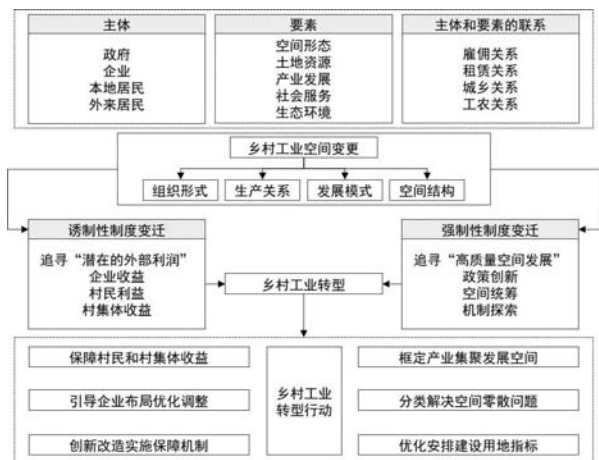 主体
政府
企业
本地居民
外来居民
要素
空间形态
土地资源
产业发展
社会服务
生态环境
主体和要素的联系
雇佣关系
租赁关系
城乡关系
工农关系
乡村工业空间变更
组织形式
生产关系
发展模式
空间结构
诱制性制度变迁
追寻“潜在的外部利润”
企业收益
村民利益
村集体收益
乡村工业转型
强制性制度变迁
追寻“高质量空间发展”
政策创新
空间统筹
机制探索
保障村民和村集体收益
引导企业布局优化调整
创新改造实施保障机制
乡村工业
转型行动
框定产业集聚发展空间
分类解决空间零散问题
优化安排建设用地指标